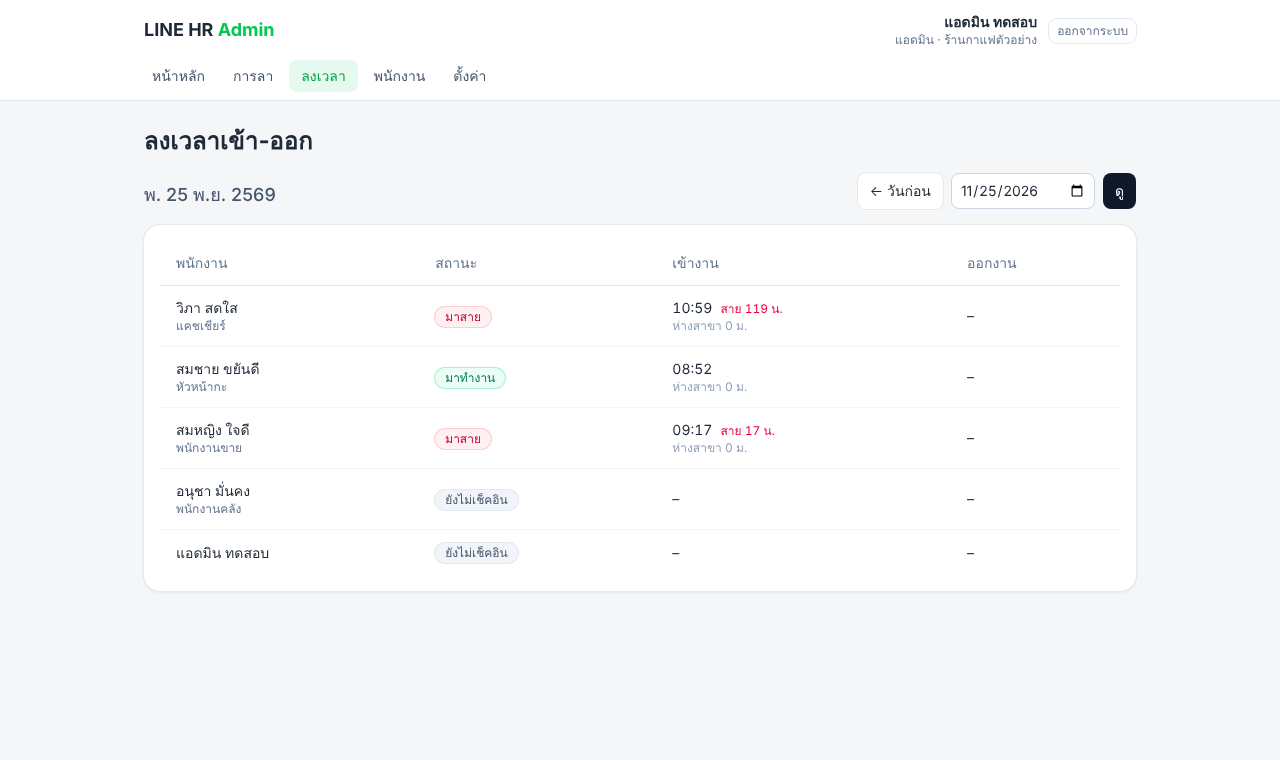 LINE HR Admin
แอดมิน ทดสอบ
แอดมิน · ร้านกาแฟตัวอย่าง
ออกจากระบบ
หน้าหลัก การลา ลงเวลา พนักงาน ตั้งค่า
ลงเวลาเข้า-ออก
พ. 25 พ.ย. 2569
← วันก่อน 11/25/2026 ดู
พนักงาน สถานะ เข้างาน ออกงาน
วิภา สดใส มาสาย 10:59 สาย 119 น. –
แคชเชียร์ ห่างสาขา 0 ม.
สมชาย ขยันดี มาทำงาน 08:52 –
หัวหน้ากะ ห่างสาขา 0 ม.
สมหญิง ใจดี มาสาย 09:17 สาย 17 น. –
พนักงานขาย ห่างสาขา 0 ม.
อนุชา มั่นคง ยังไม่เช็คอิน – –
พนักงานคลัง
แอดมิน ทดสอบ ยังไม่เช็คอิน – –